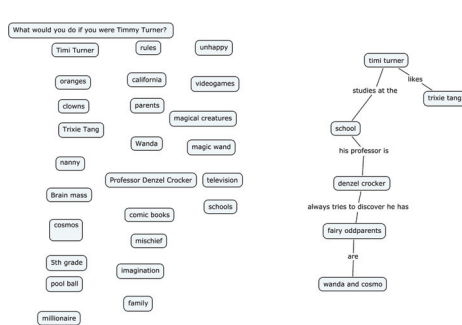 What would you do if you were Timmy Turner?
Timi Turner
rules
unhappy
oranges
california
videogames
clowns
parents
magical creatures
Trixie Tang
Wanda
magic wand
nanny
Professor Denzel Crocker
television
Brain mass
comic books
schools
cosmos
mischief
5th grade
imagination
pool ball
family
millionaire
timi turner
likes
trixie tang
studies at the
school
his professor is
denzel crocker
always tries to discover he has
fairy oddparents
are
wanda and cosmo